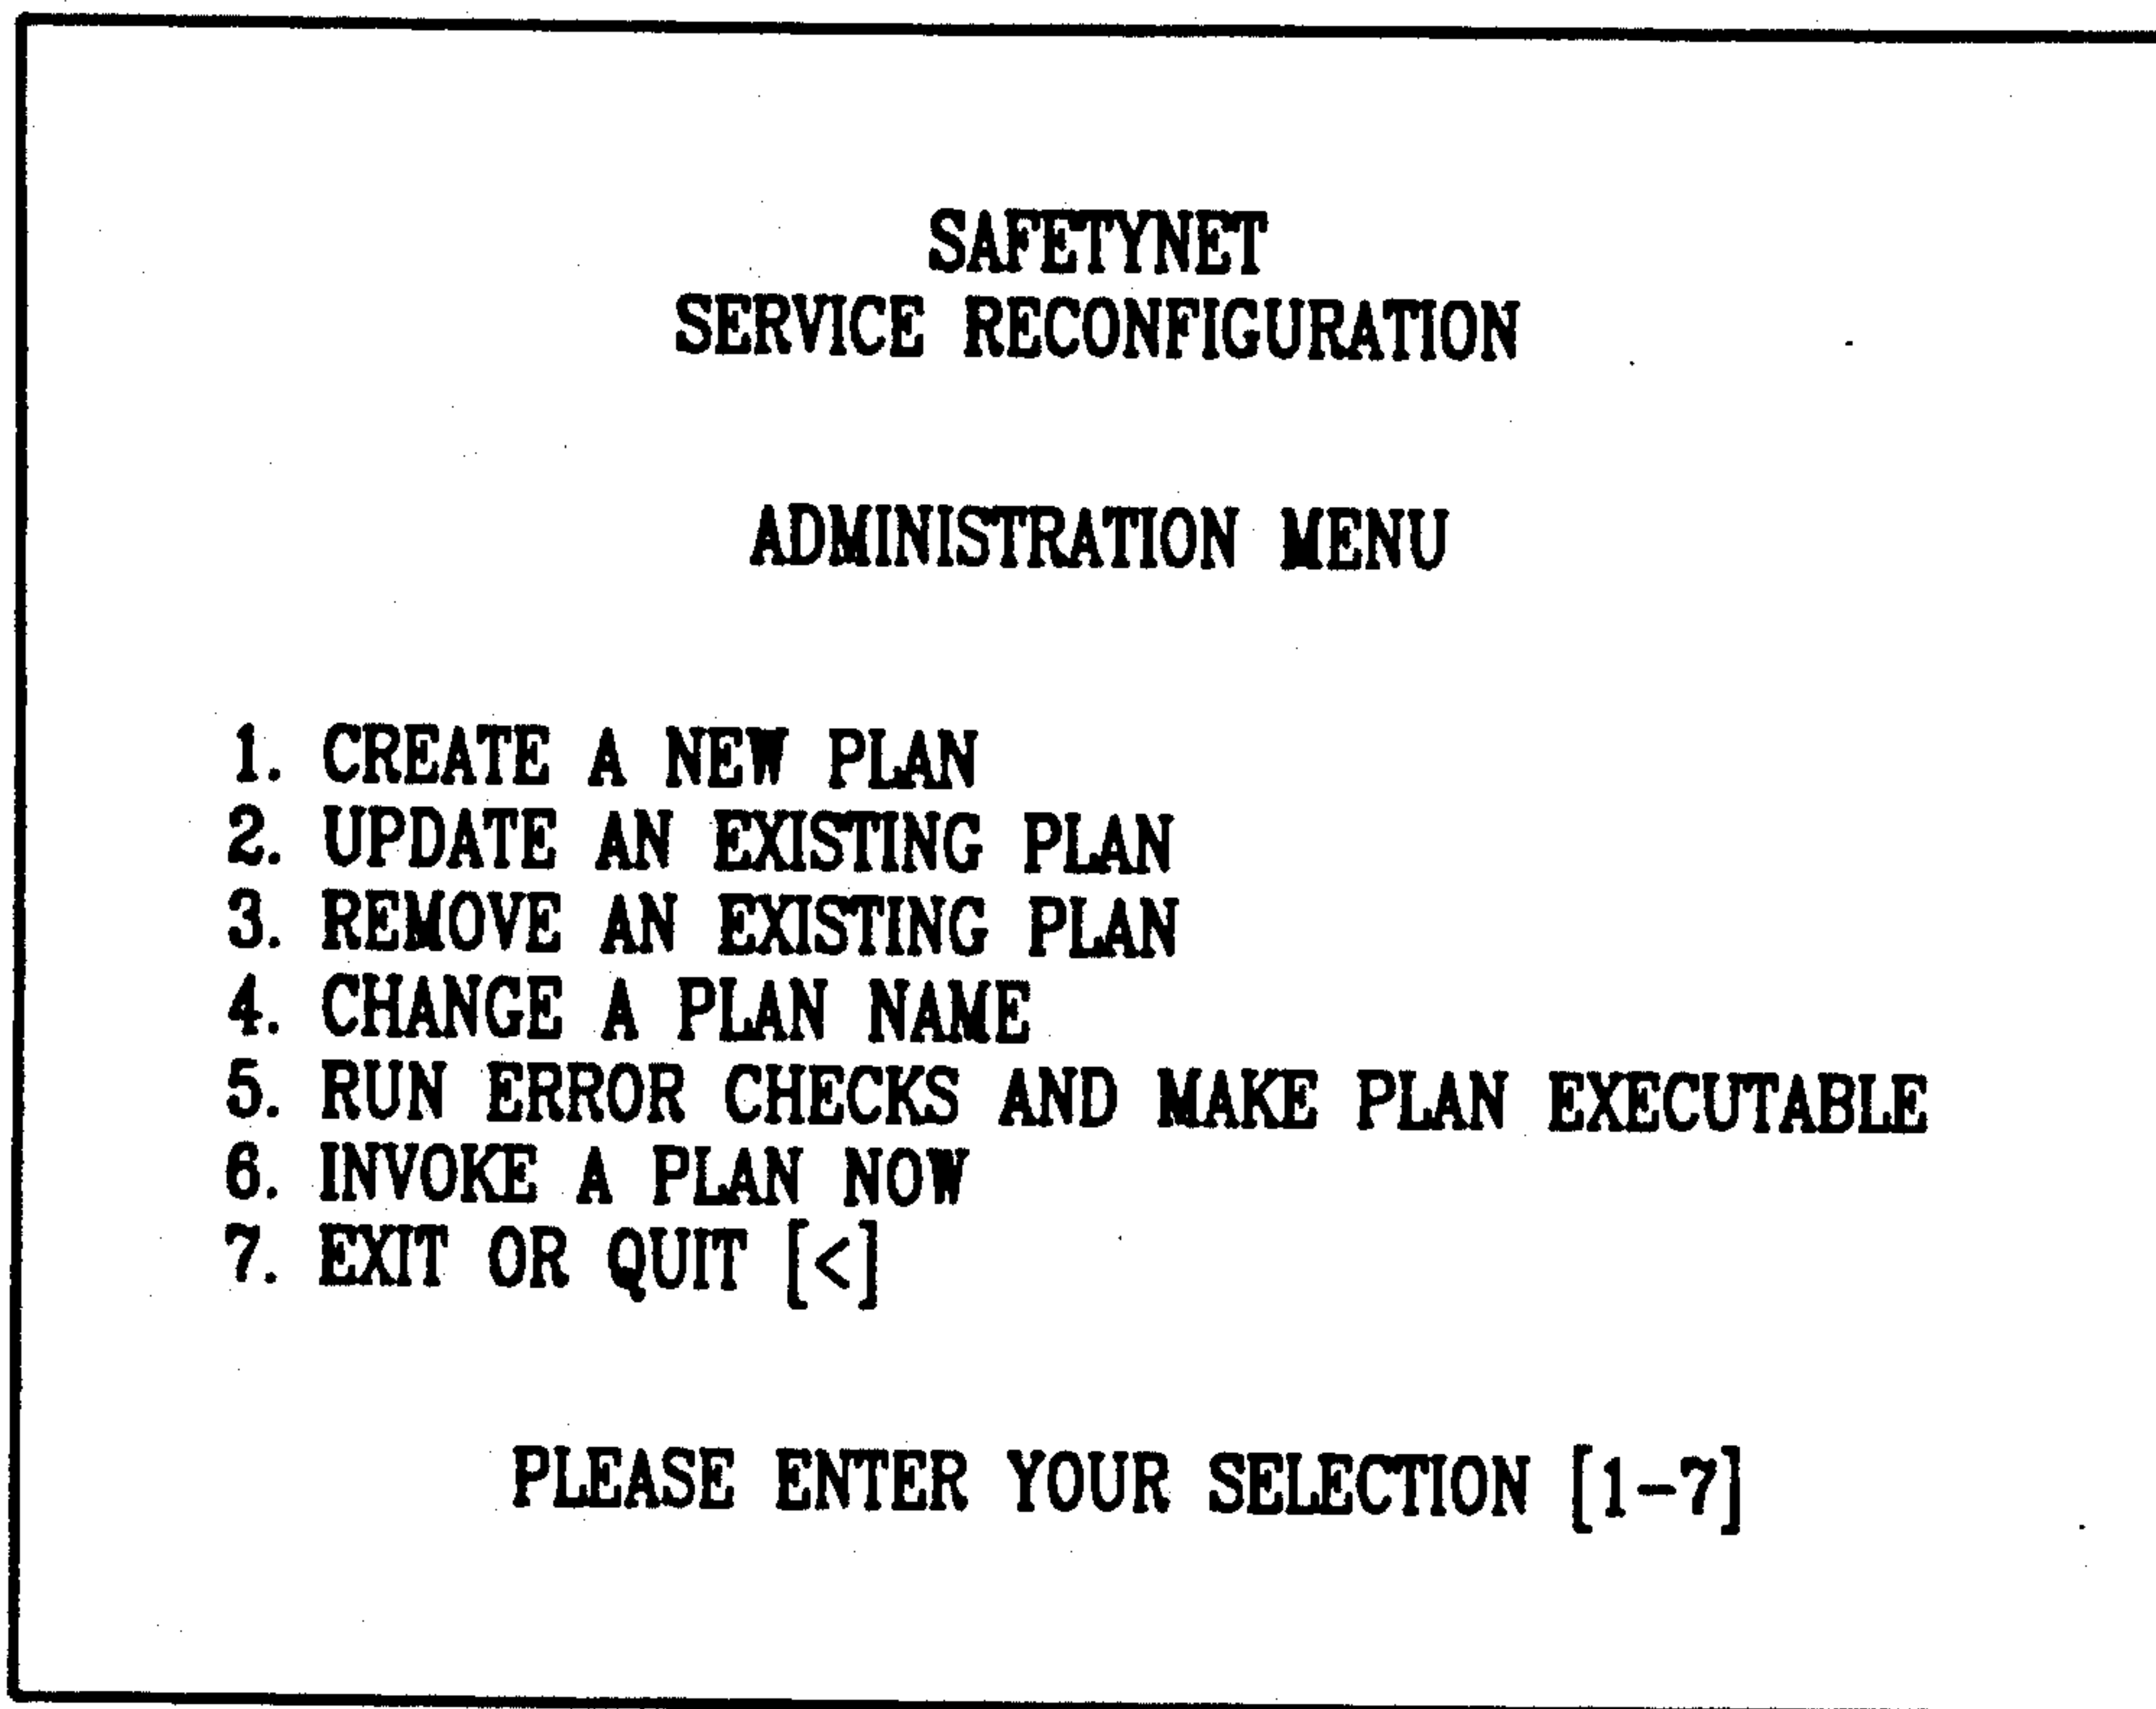 SAFETYNET
SERVICE RECONFIGURATION
ADMINISTRATION MENU
1. CREATE A NEW PLAN
2. UPDATE AN EXISTING PLAN
3. REMOVE AN EXISTING PLAN
4. CHANGE A PLAN NAME
5. RUN ERROR CHECKS AND MAKE PLAN EXECUTABLE
6. INVOKE A PLAN NOW
7. EXIT OR QUIT [<]
PLEASE ENTER YOUR SELECTION [1-7]